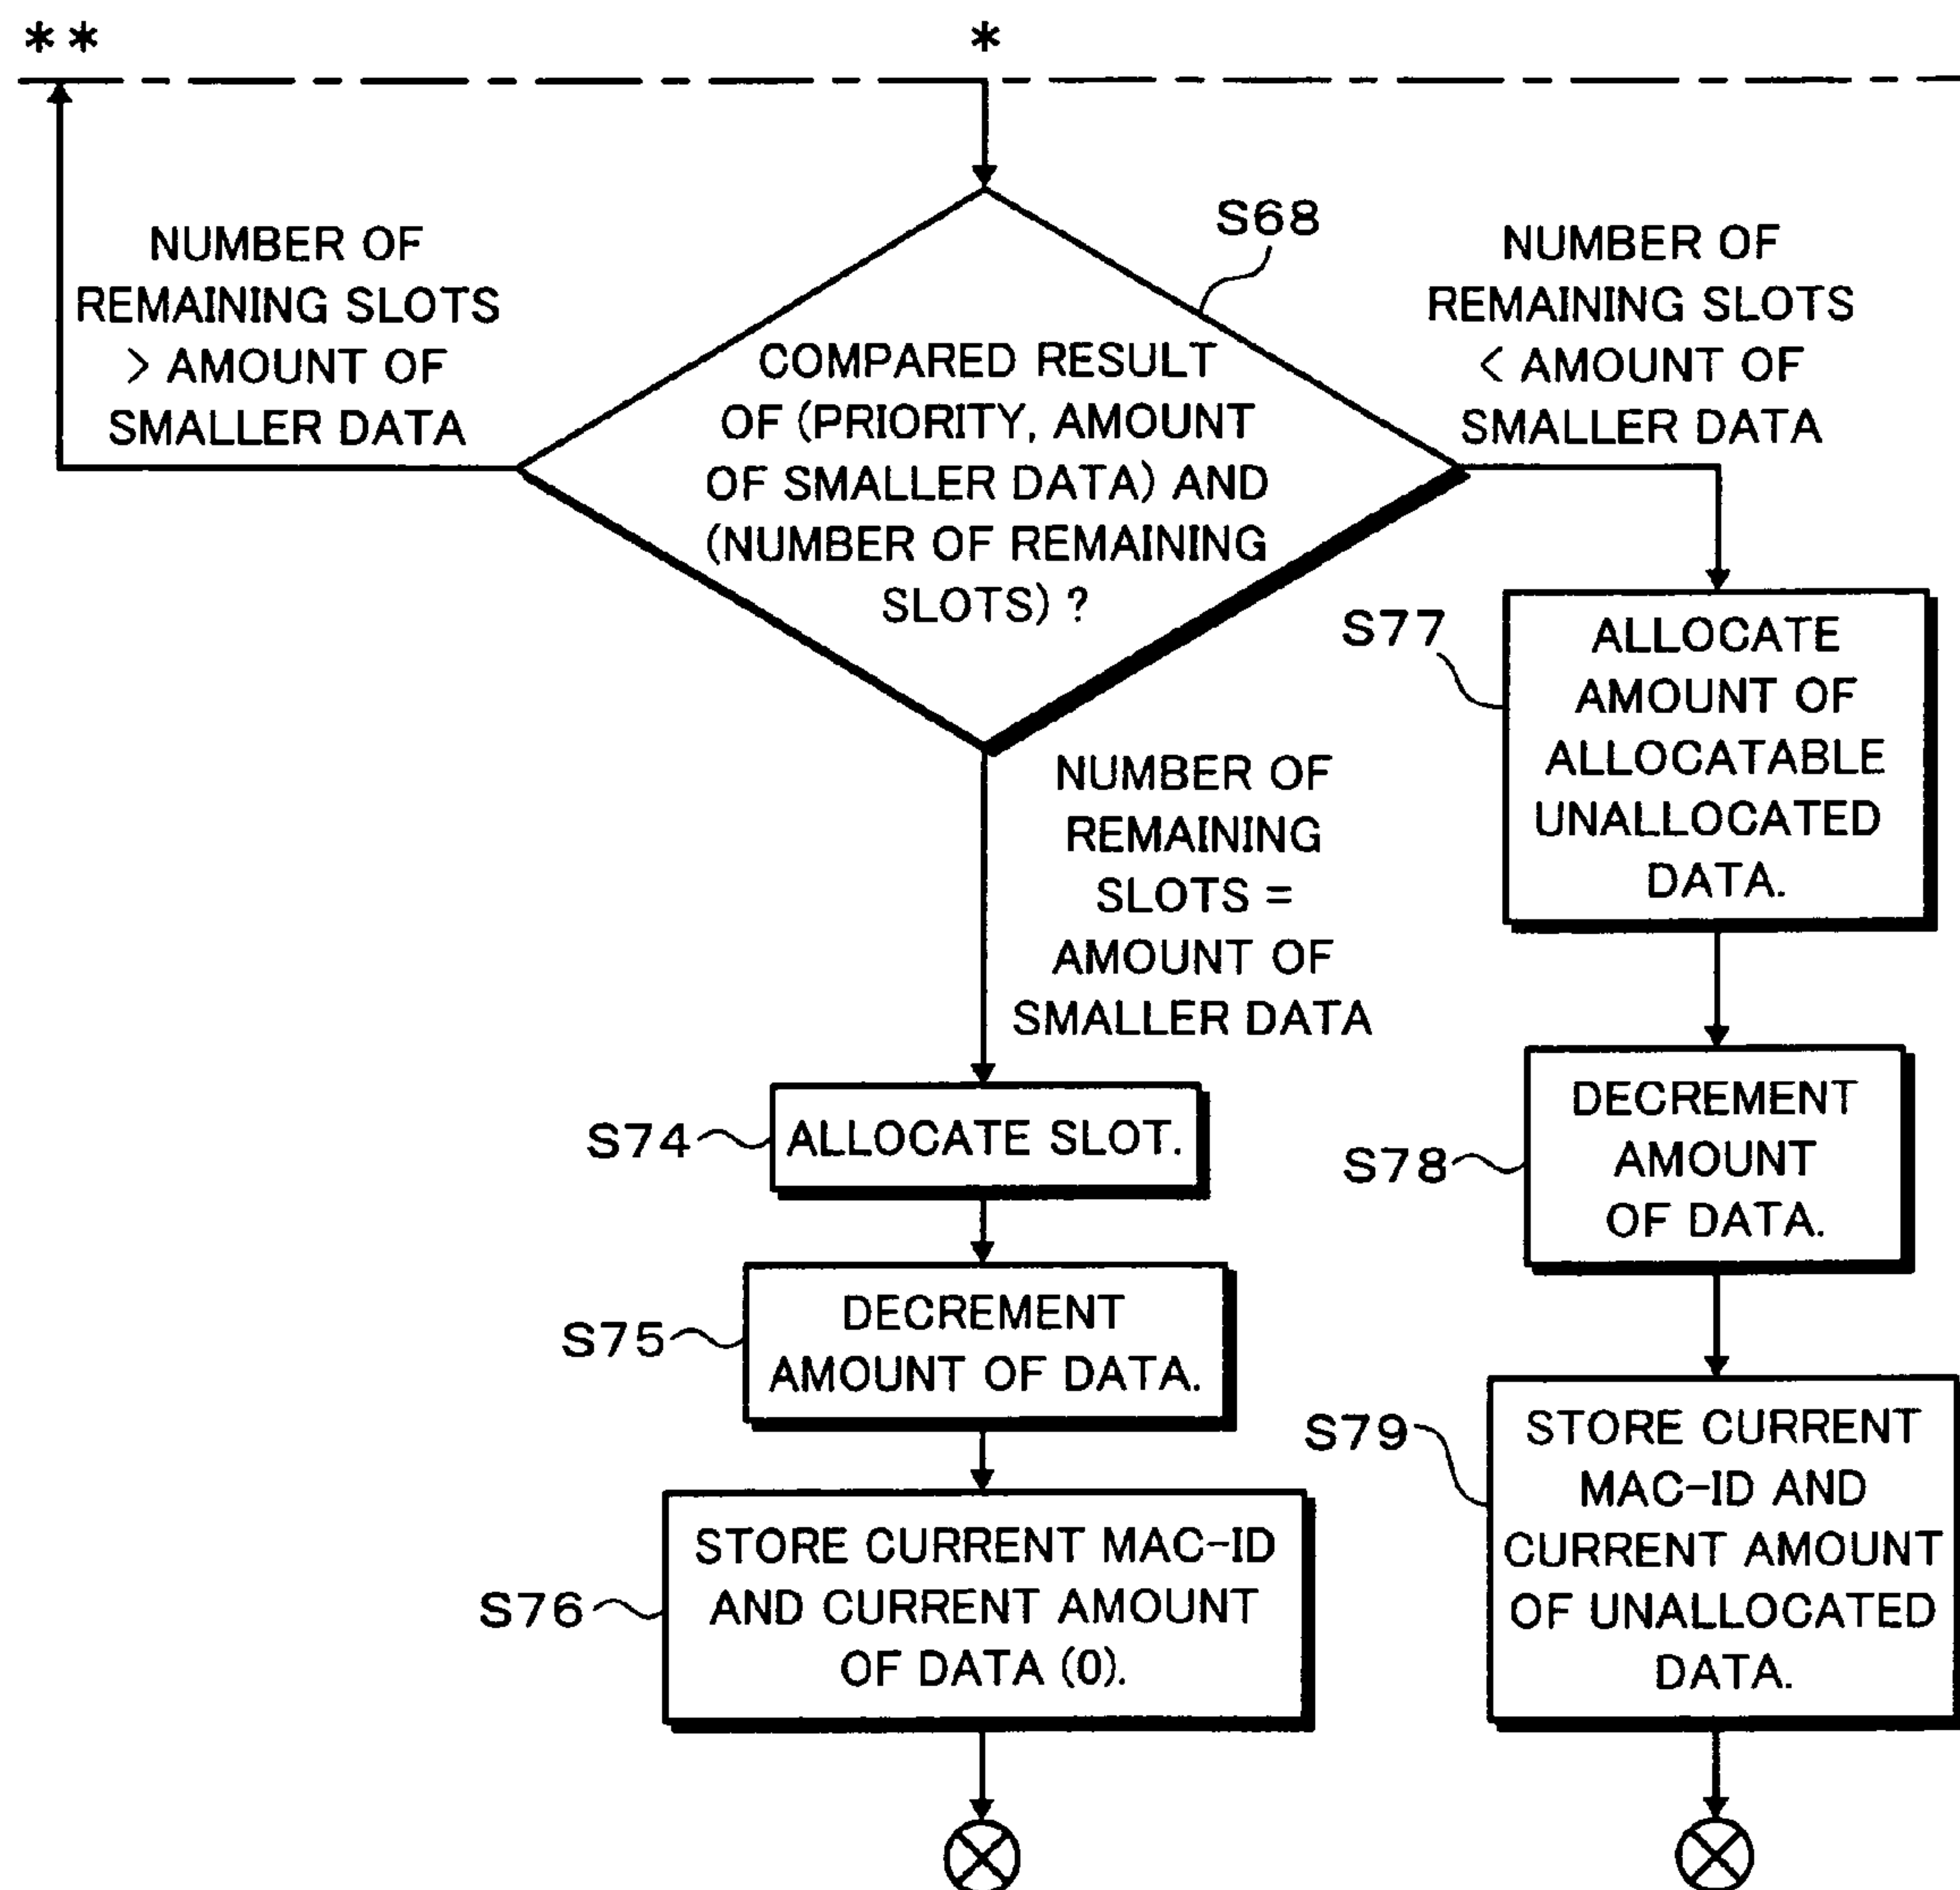 **
*
NUMBER OF
REMAINING SLOTS
> AMOUNT OF
SMALLER DATA
S68
COMPARED RESULT
OF (PRIORITY, AMOUNT
OF SMALLER DATA) AND
(NUMBER OF REMAINING
SLOTS) ?
NUMBER OF
REMAINING SLOTS
< AMOUNT OF
SMALLER DATA
NUMBER OF
REMAINING
SLOTS =
AMOUNT OF
SMALLER DATA
S74
ALLOCATE SLOT.
S75
DECREMENT
AMOUNT OF DATA.
S76
STORE CURRENT MAC-ID
AND CURRENT AMOUNT
OF DATA (0).
S77
ALLOCATE
AMOUNT OF
ALLOCATABLE
UNALLOCATED
DATA.
S78
DECREMENT
AMOUNT
OF DATA.
S79
STORE CURRENT
MAC-ID AND
CURRENT AMOUNT
OF UNALLOCATED
DATA.